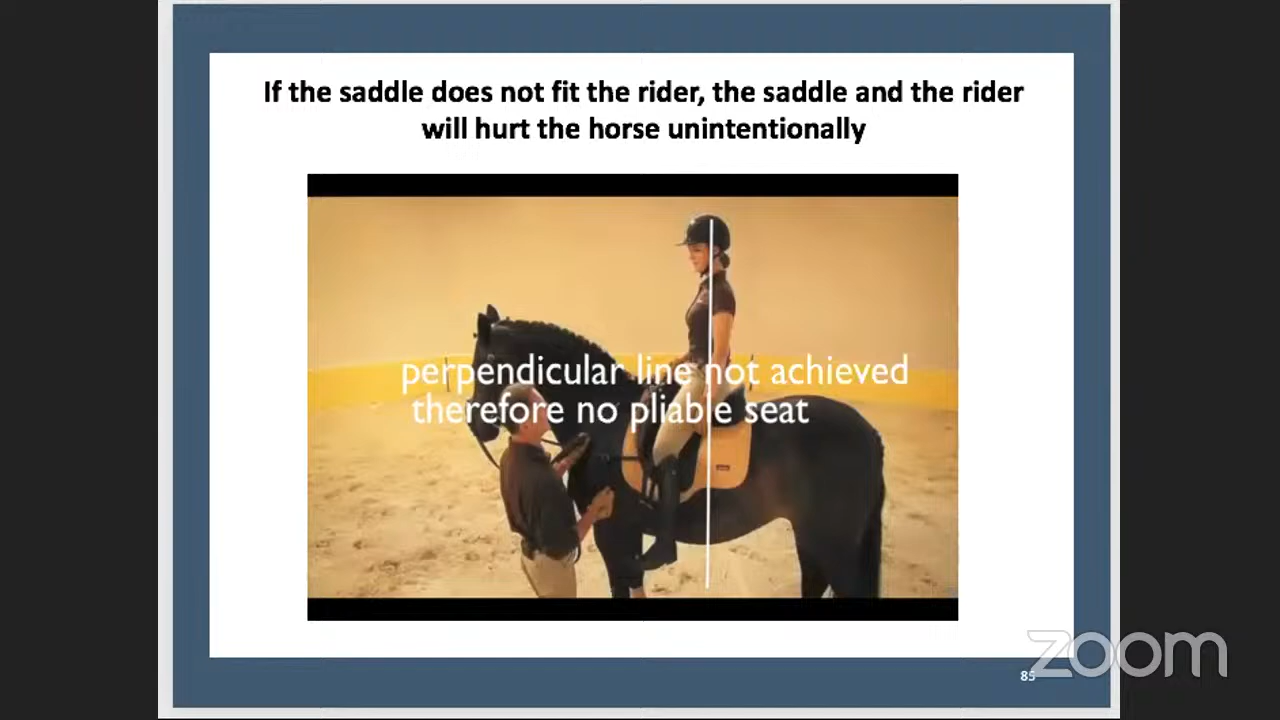 If the saddle does not fit the rider, the saddle and the rider
will hurt the horse unintentionally
perpendicular line not achieved
therefore no pliable seat
zoom